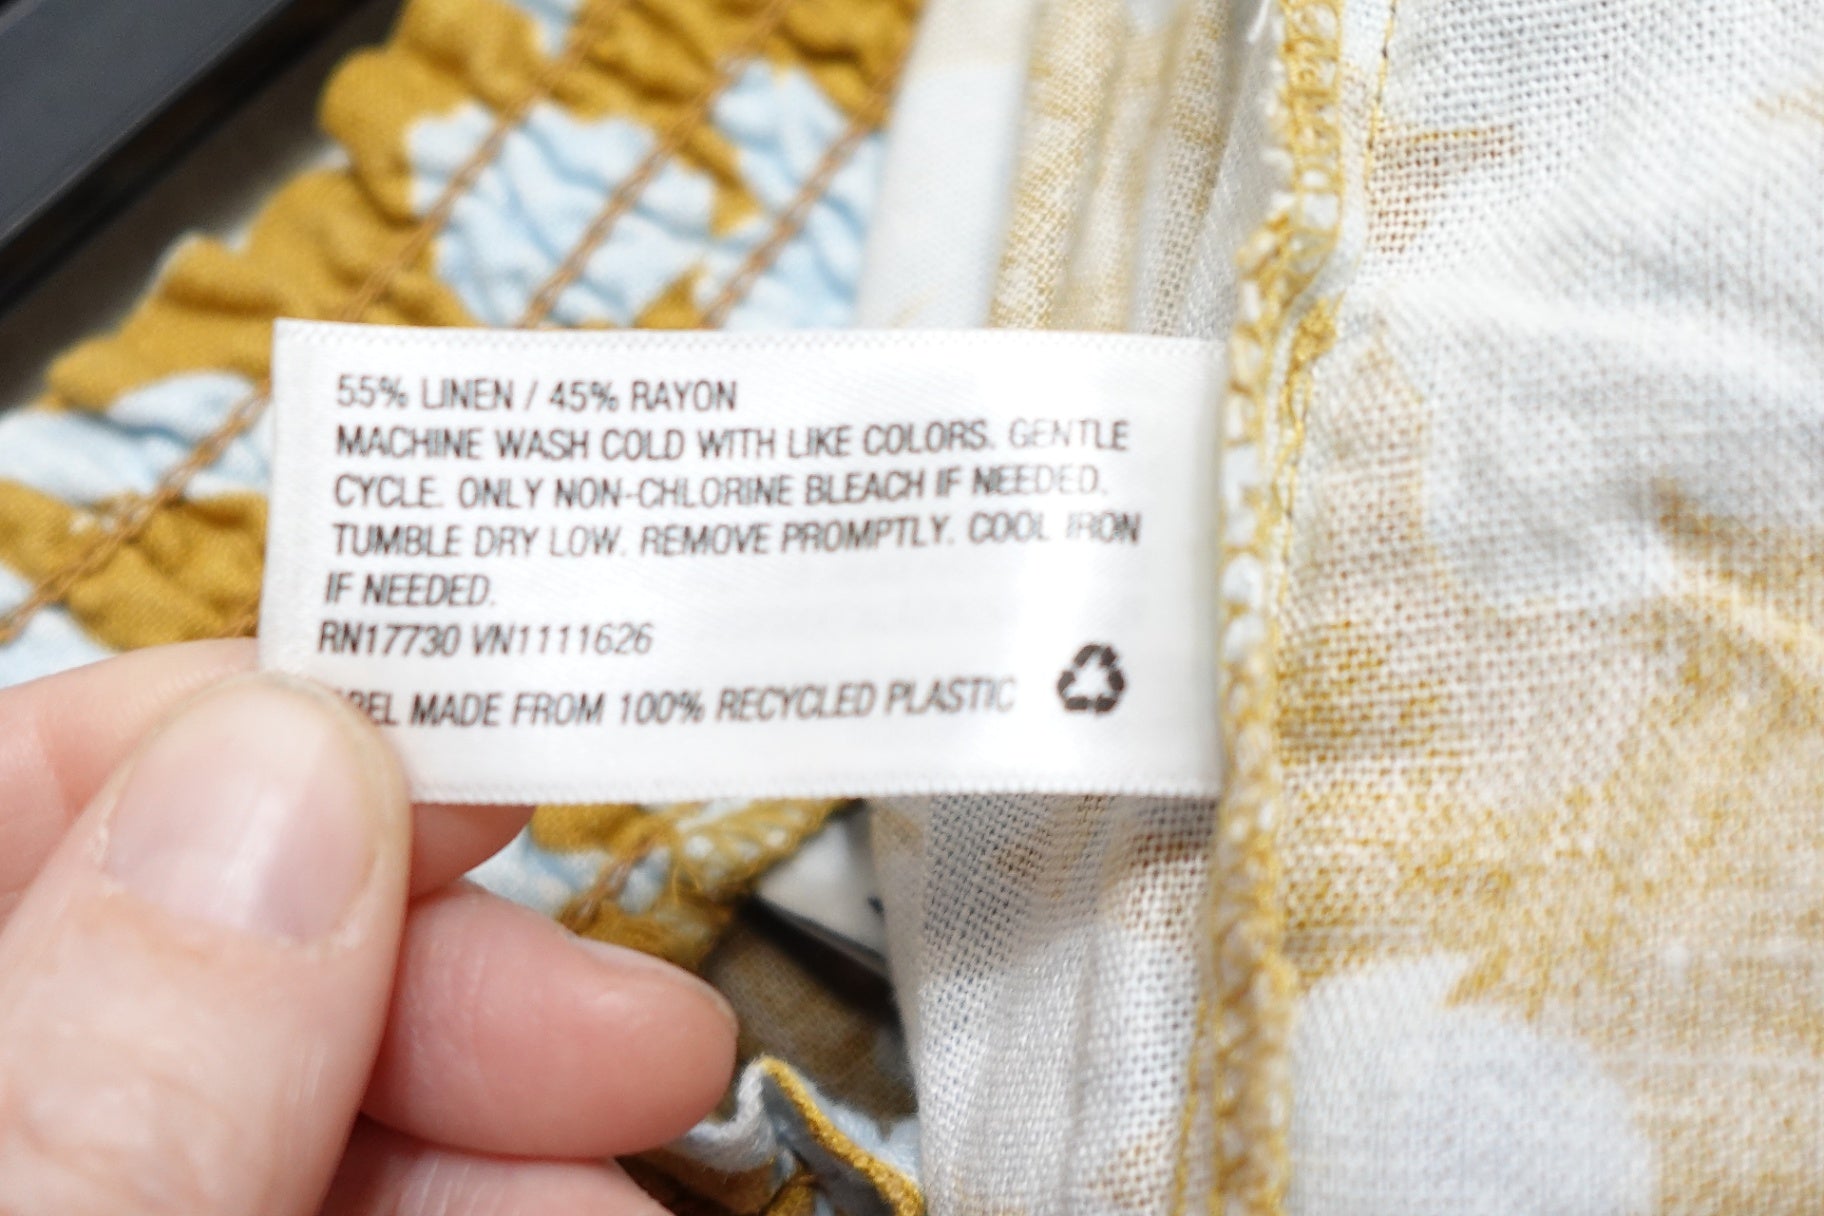 55% LINEN / 45% RAYON
MACHINE WASH COLD WITH LIKE COLORS. GENTLE
CYCLE. ONLY NON-CHLORINE BLEACH IF NEEDED.
TUMBLE DRY LOW. REMOVE PROMPTLY. COOL IRON
IF NEEDED.
RN17730 VN1111626
MADE FROM 100% RECYCLED PLASTIC